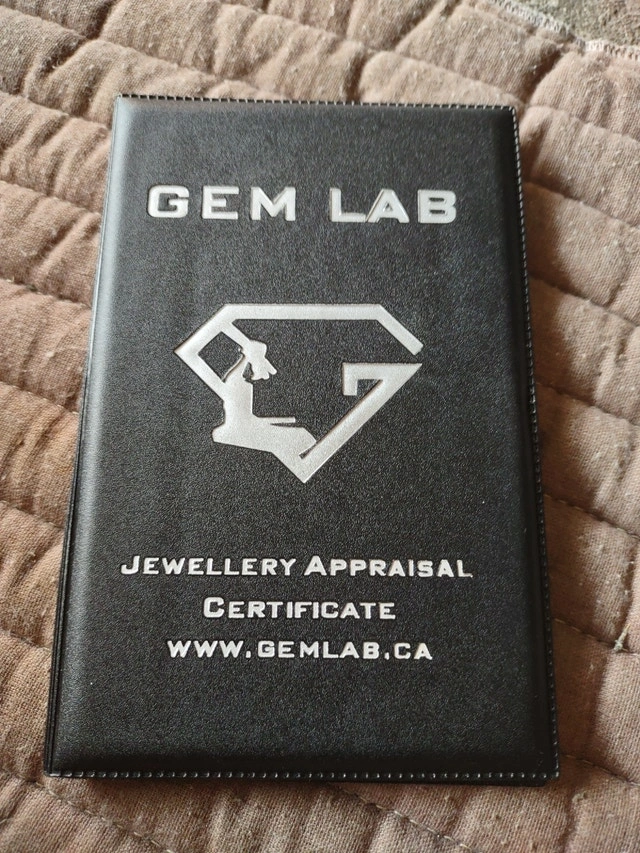 GEM LAB
JEWELLERY APPRAISAL
CERTIFICATE
WWW.GEMLAB.CA